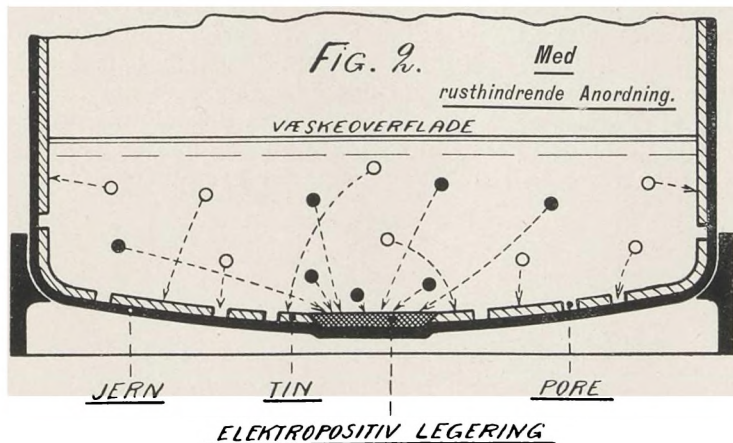 FIG. 2.
Med
rusthindrende Anordning.
VÆSKEOVERFLADE
JERN
TIN
PORE
ELEKTROPOSITIV LEGERING